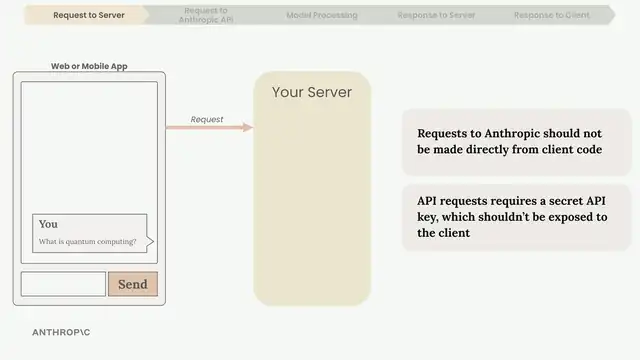 Request to Server
Request to
Anthropic API
Model Processing
Response to Server
Response to Client
Web or Mobile App
Request
Your Server
Requests to Anthropic should not
be made directly from client code
API requests requires a secret API
key, which shouldn't be exposed to
the client
You
What is quantum computing?
Send
ANTHROP\C